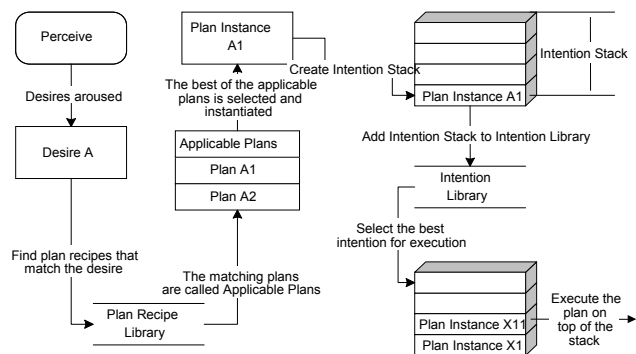 Perceive
Desires aroused
Desire A
Find plan recipes that
match the desire
Plan Recipe
Library
The matching plans
are called Applicable Plans
Applicable Plans
Plan A1
Plan A2
The best of the applicable
plans is selected and
instantiated
Plan Instance
A1
Create Intention Stack
Plan Instance A1
Intention Stack
Add Intention Stack to Intention Library
Intention
Library
Select the best
intention for execution
Plan Instance X11
Plan Instance X1
Execute the
plan on
top of the
stack